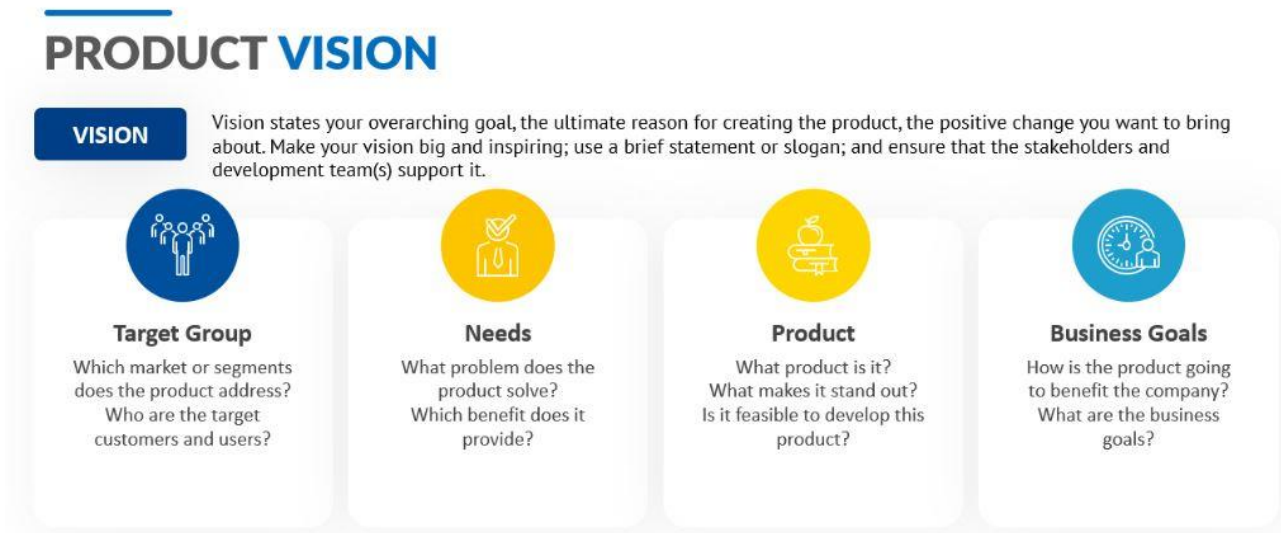 PRODUCT VISION
VISION
Vision states your overarching goal, the ultimate reason for creating the product, the positive change you want to bring
about. Make your vision big and inspiring; use a brief statement or slogan; and ensure that the stakeholders and
development team(s) support it.
Target Group
Which market or segments
does the product address?
Who are the target
customers and users?
Needs
What problem does the
product solve?
Which benefit does it
provide?
Product
What product is it?
What makes it stand out?
Is it feasible to develop this
product?
Business Goals
How is the product going
to benefit the company?
What are the business
goals?